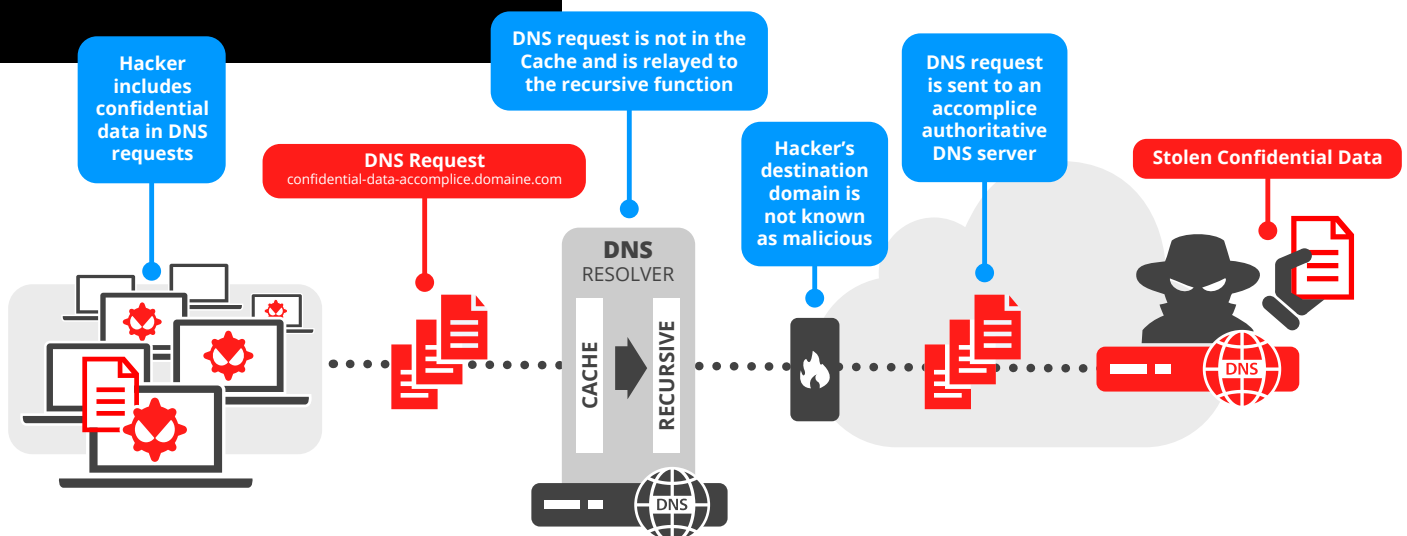 Hacker
includes
confidential
data in DNS
requests
DNS Request
confidential-data-accomplice.domaine.com
DNS request is not in the
Cache and is relayed to
the recursive function
DNS
RESOLVER
CACHE
RECURSIVE
DNS
Hacker's
destination
domain is
not known
as malicious
DNS request
is sent to an
accomplice
authoritative
DNS server
Stolen Confidential Data
DNS